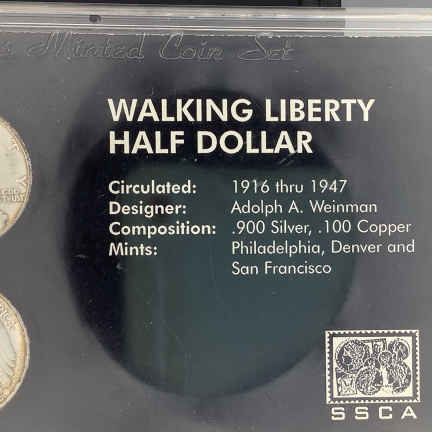 Minted Coin Set
WALKING LIBERTY
HALF DOLLAR
Circulated: 1916 thru 1947
Designer: Adolph A. Weinman
Composition: .900 Silver, .100 Copper
Mints: Philadelphia, Denver and
San Francisco
SSCA